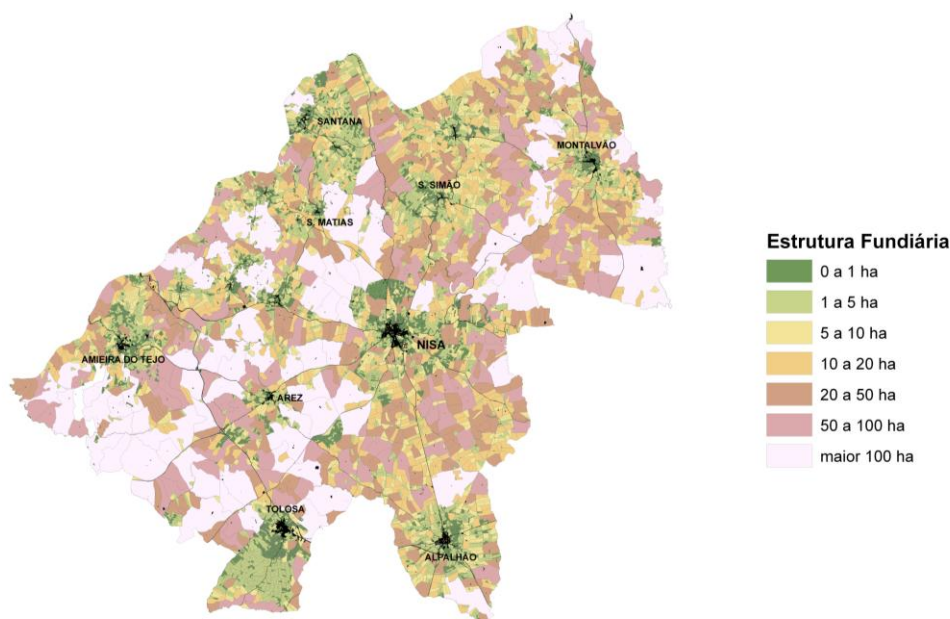 SANTANA
MONTALVÃO
S. SIMÃO
S. MATIAS
Estrutura Fundiária
0 a 1 ha
1 a 5 ha
5 a 10 ha
10 a 20 ha
20 a 50 ha
50 a 100 ha
maior 100 ha
NISA
AMIEIRA DO TEJO
AREZ
TOLOSA
ALPALHÃO